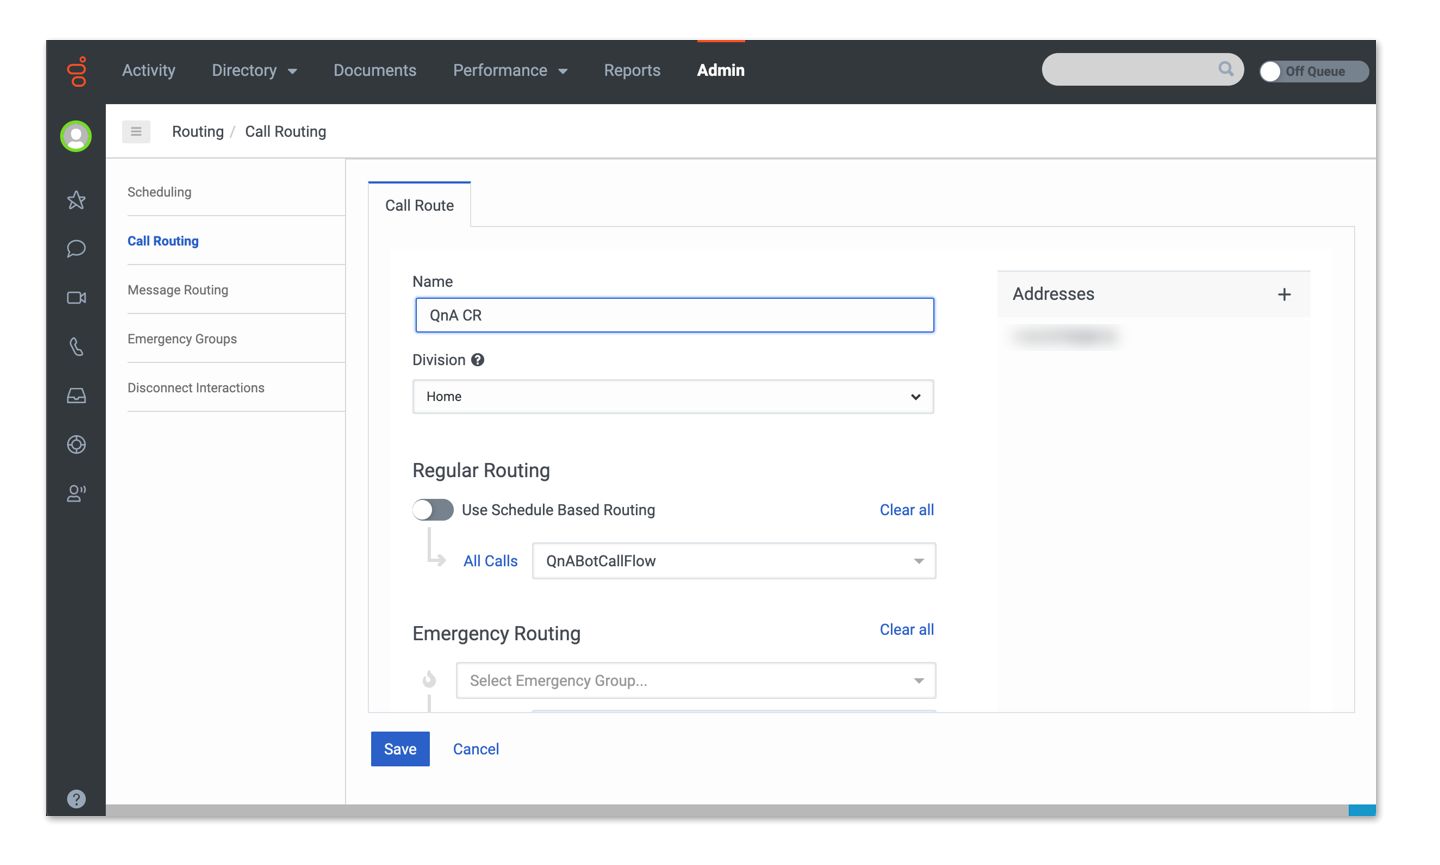 Activity Directory Documents Performance Reports Admin Off Queue
Routing / Call Routing
Scheduling
Call Routing
Message Routing
Emergency Groups
Disconnect Interactions
Call Route
Name
QnA CR
Division ?
Home
Regular Routing
Use Schedule Based Routing Clear all
All Calls QnABotCallFlow
Emergency Routing Clear all
Select Emergency Group...
Save Cancel
Addresses +
?